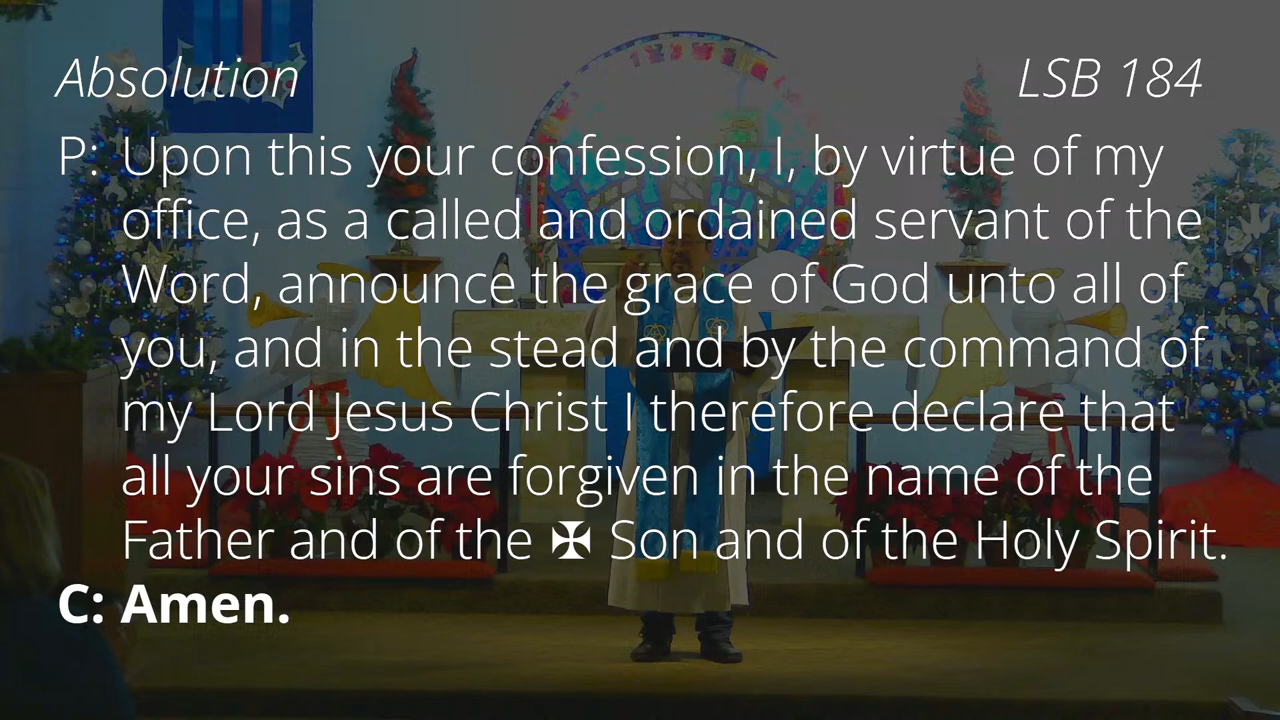 Absolution LSB 184
P: Upon this your confession, I, by virtue of my
office, as a called and ordained servant of the
Word, announce the grace of God unto all of
you, and in the stead and by the command of
my Lord Jesus Christ I therefore declare that
all your sins are forgiven in the name of the
Father and of the ✠ Son and of the Holy Spirit.
C: Amen.